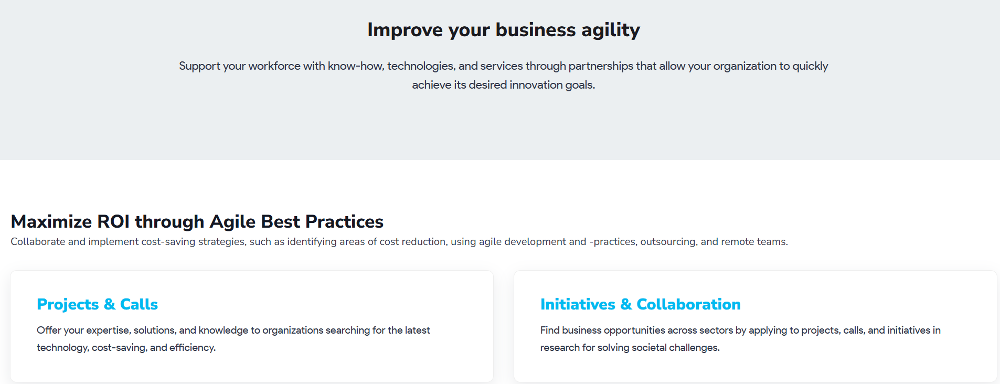 Improve your business agility
Support your workforce with know-how, technologies, and services through partnerships that allow your organization to quickly
achieve its desired innovation goals.
Maximize ROI through Agile Best Practices
Collaborate and implement cost-saving strategies, such as identifying areas of cost reduction, using agile development and -practices, outsourcing, and remote teams.
Projects & Calls
Offer your expertise, solutions, and knowledge to organizations searching for the latest
technology, cost-saving, and efficiency.
Initiatives & Collaboration
Find business opportunities across sectors by applying to projects, calls, and initiatives in
research for solving societal challenges.